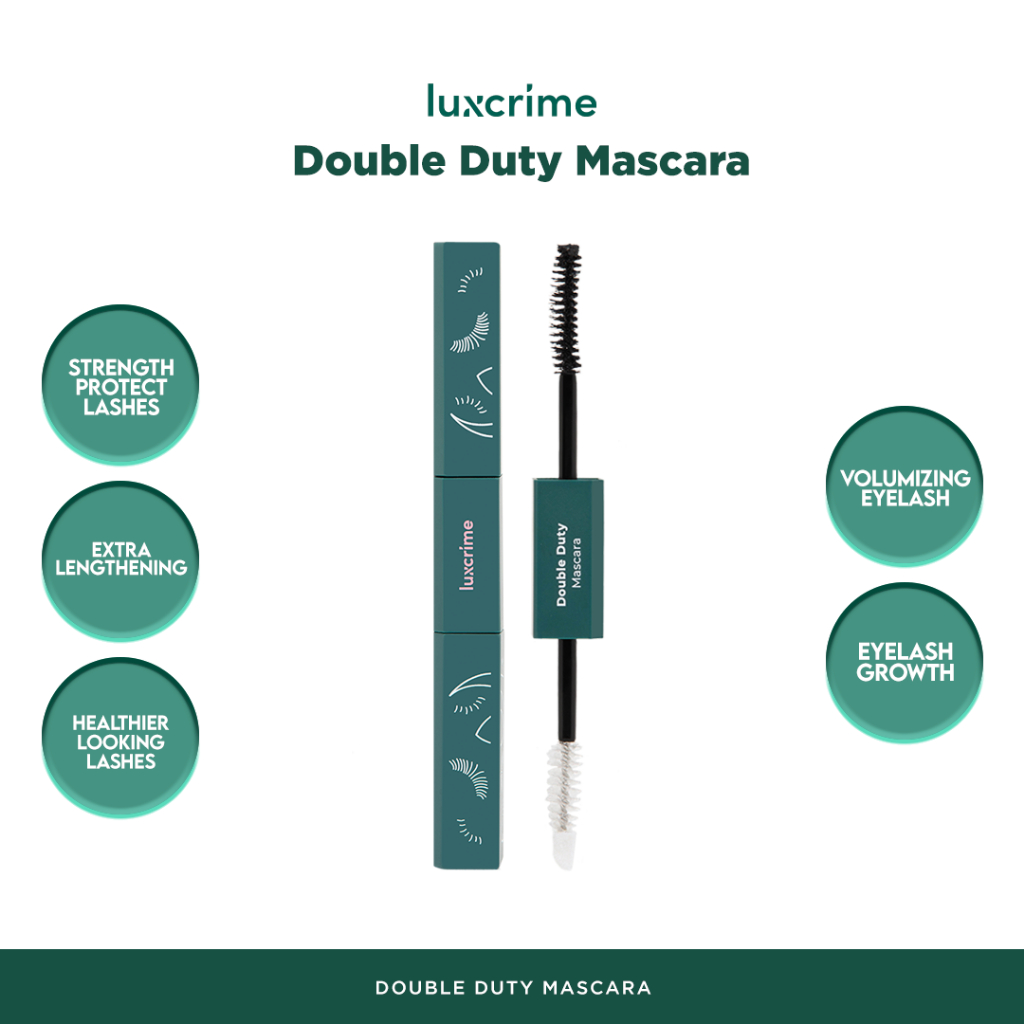 luxcrime
Double Duty Mascara
STRENGTH
PROTECT
LASHES
EXTRA
LENGTHENING
HEALTHIER
LOOKING
LASHES
luxcrime
Double Duty
Mascara
VOLUMIZING
EYELASH
EYELASH
GROWTH
DOUBLE DUTY MASCARA